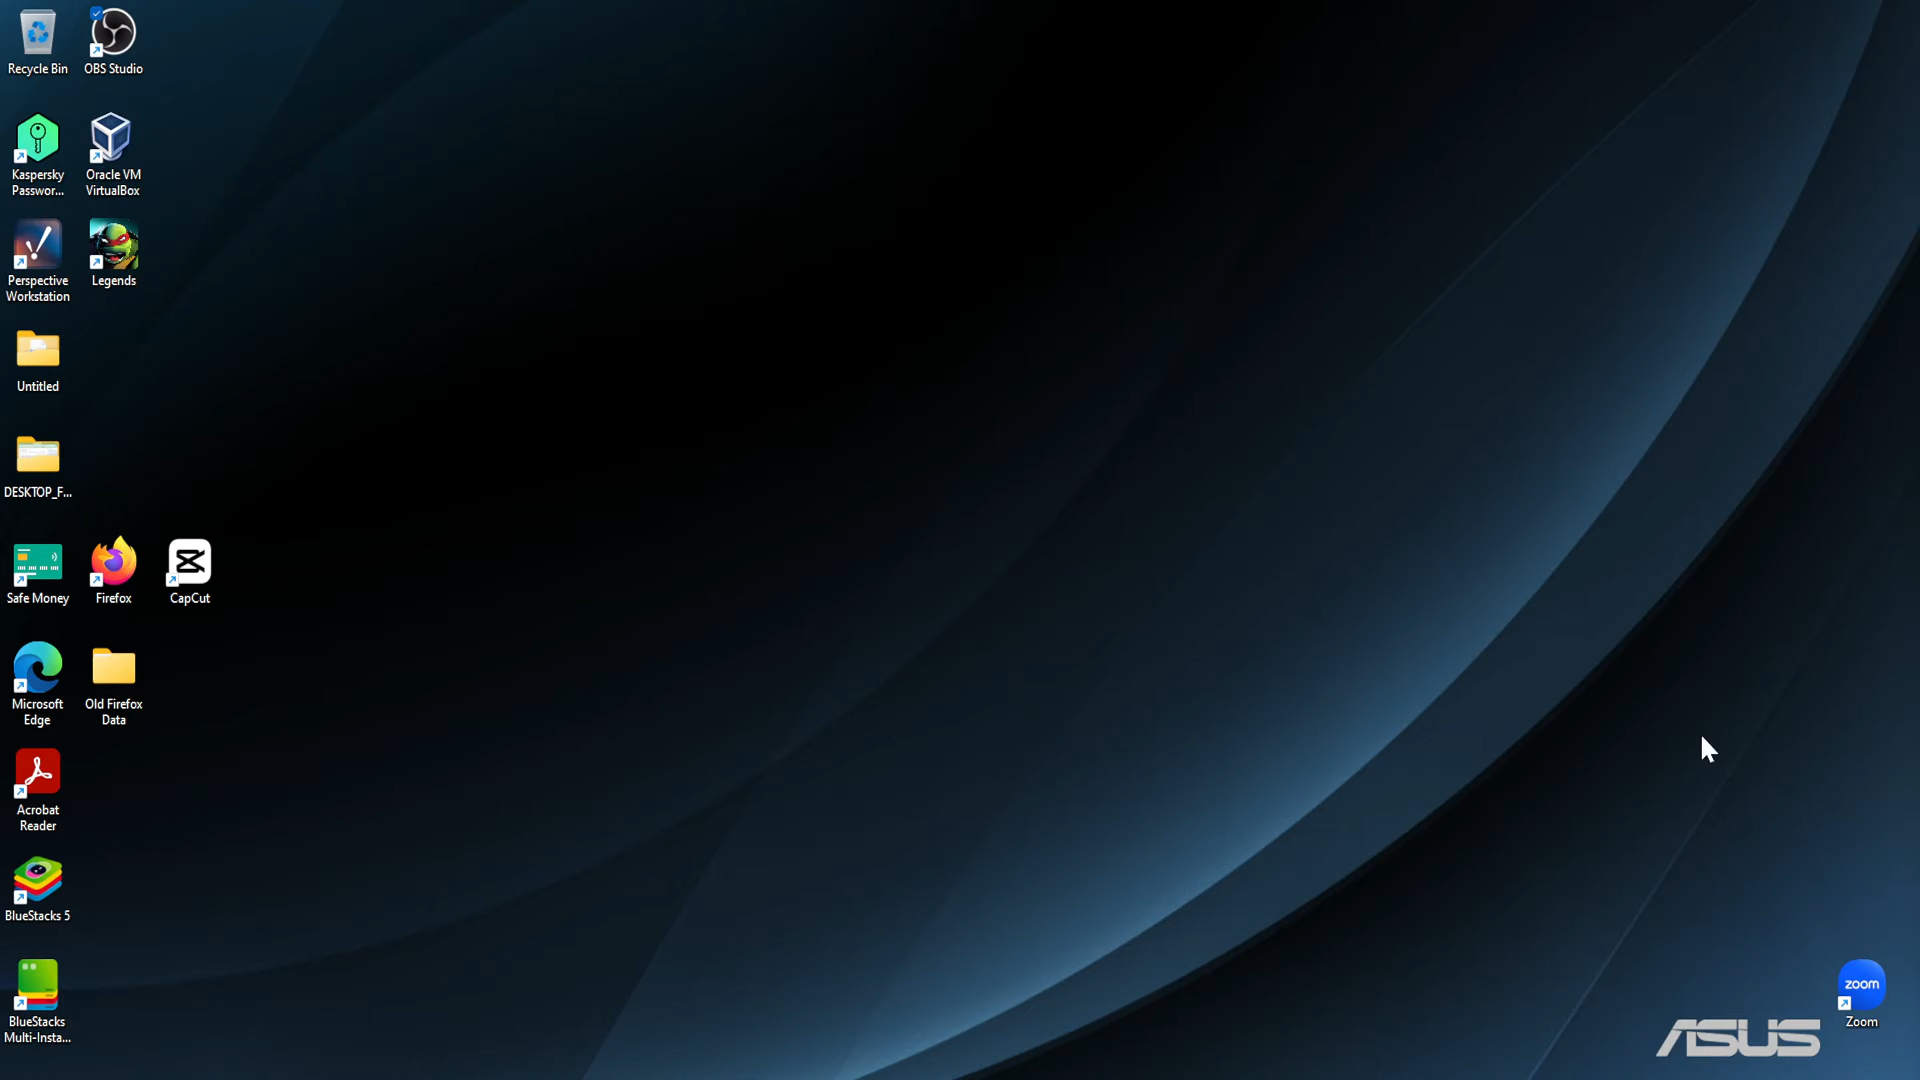 Recycle Bin
OBS Studio
Kaspersky
Passwor...
Oracle VM
VirtualBox
Perspective
Workstation
Legends
Untitled
DESKTOP_F...
Safe Money
Firefox
CapCut
Microsoft
Edge
Old Firefox
Data
Acrobat
Reader
BlueStacks 5
BlueStacks
Multi-Insta...
zoom
Zoom
ASUS